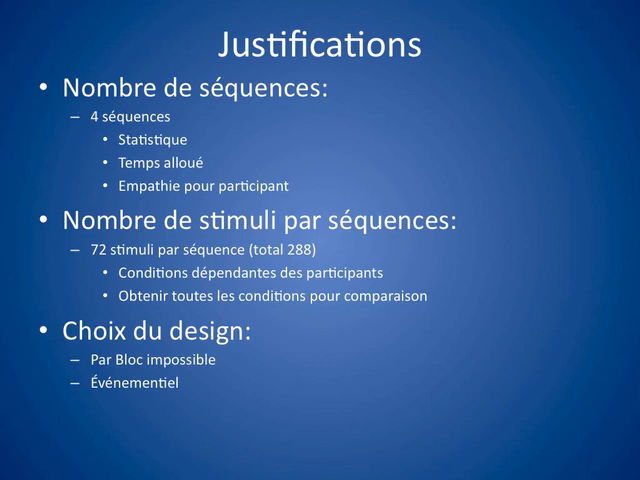 Justifications
• Nombre de séquences:
– 4 séquences
• Statistique
• Temps alloué
• Empathie pour participant
• Nombre de stimuli par séquences:
– 72 stimuli par séquence (total 288)
• Conditions dépendantes des participants
• Obtenir toutes les conditions pour comparaison
• Choix du design:
– Par Bloc impossible
– Événementiel